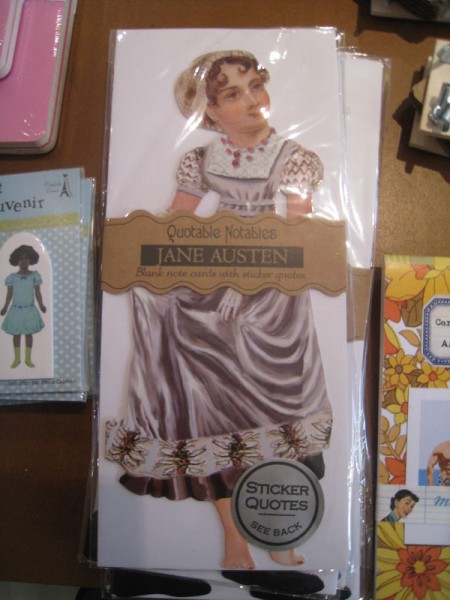 Quotable Notables
JANE AUSTEN
Blank note cards with sticker quotes
STICKER
QUOTES
SEE BACK